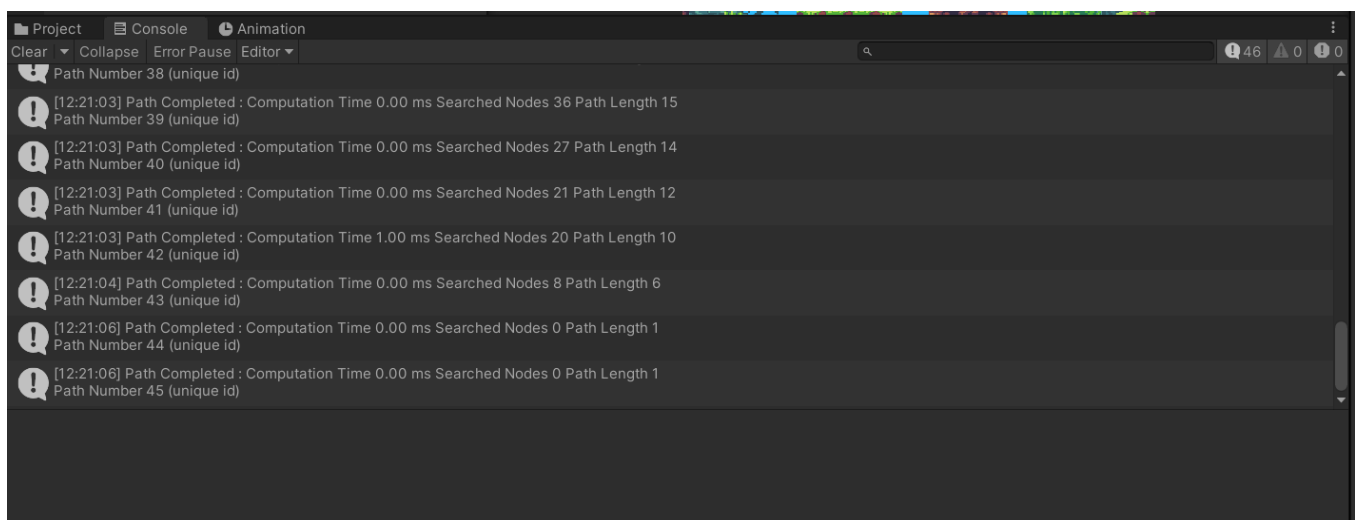 Project Console Animation
Clear Collapse Error Pause Editor 46 0 0
Path Number 38 (unique id)
[12:21:03] Path Completed : Computation Time 0.00 ms Searched Nodes 36 Path Length 15
Path Number 39 (unique id)
[12:21:03] Path Completed : Computation Time 0.00 ms Searched Nodes 27 Path Length 14
Path Number 40 (unique id)
[12:21:03] Path Completed : Computation Time 0.00 ms Searched Nodes 21 Path Length 12
Path Number 41 (unique id)
[12:21:03] Path Completed : Computation Time 1.00 ms Searched Nodes 20 Path Length 10
Path Number 42 (unique id)
[12:21:04] Path Completed : Computation Time 0.00 ms Searched Nodes 8 Path Length 6
Path Number 43 (unique id)
[12:21:06] Path Completed : Computation Time 0.00 ms Searched Nodes 0 Path Length 1
Path Number 44 (unique id)
[12:21:06] Path Completed : Computation Time 0.00 ms Searched Nodes 0 Path Length 1
Path Number 45 (unique id)